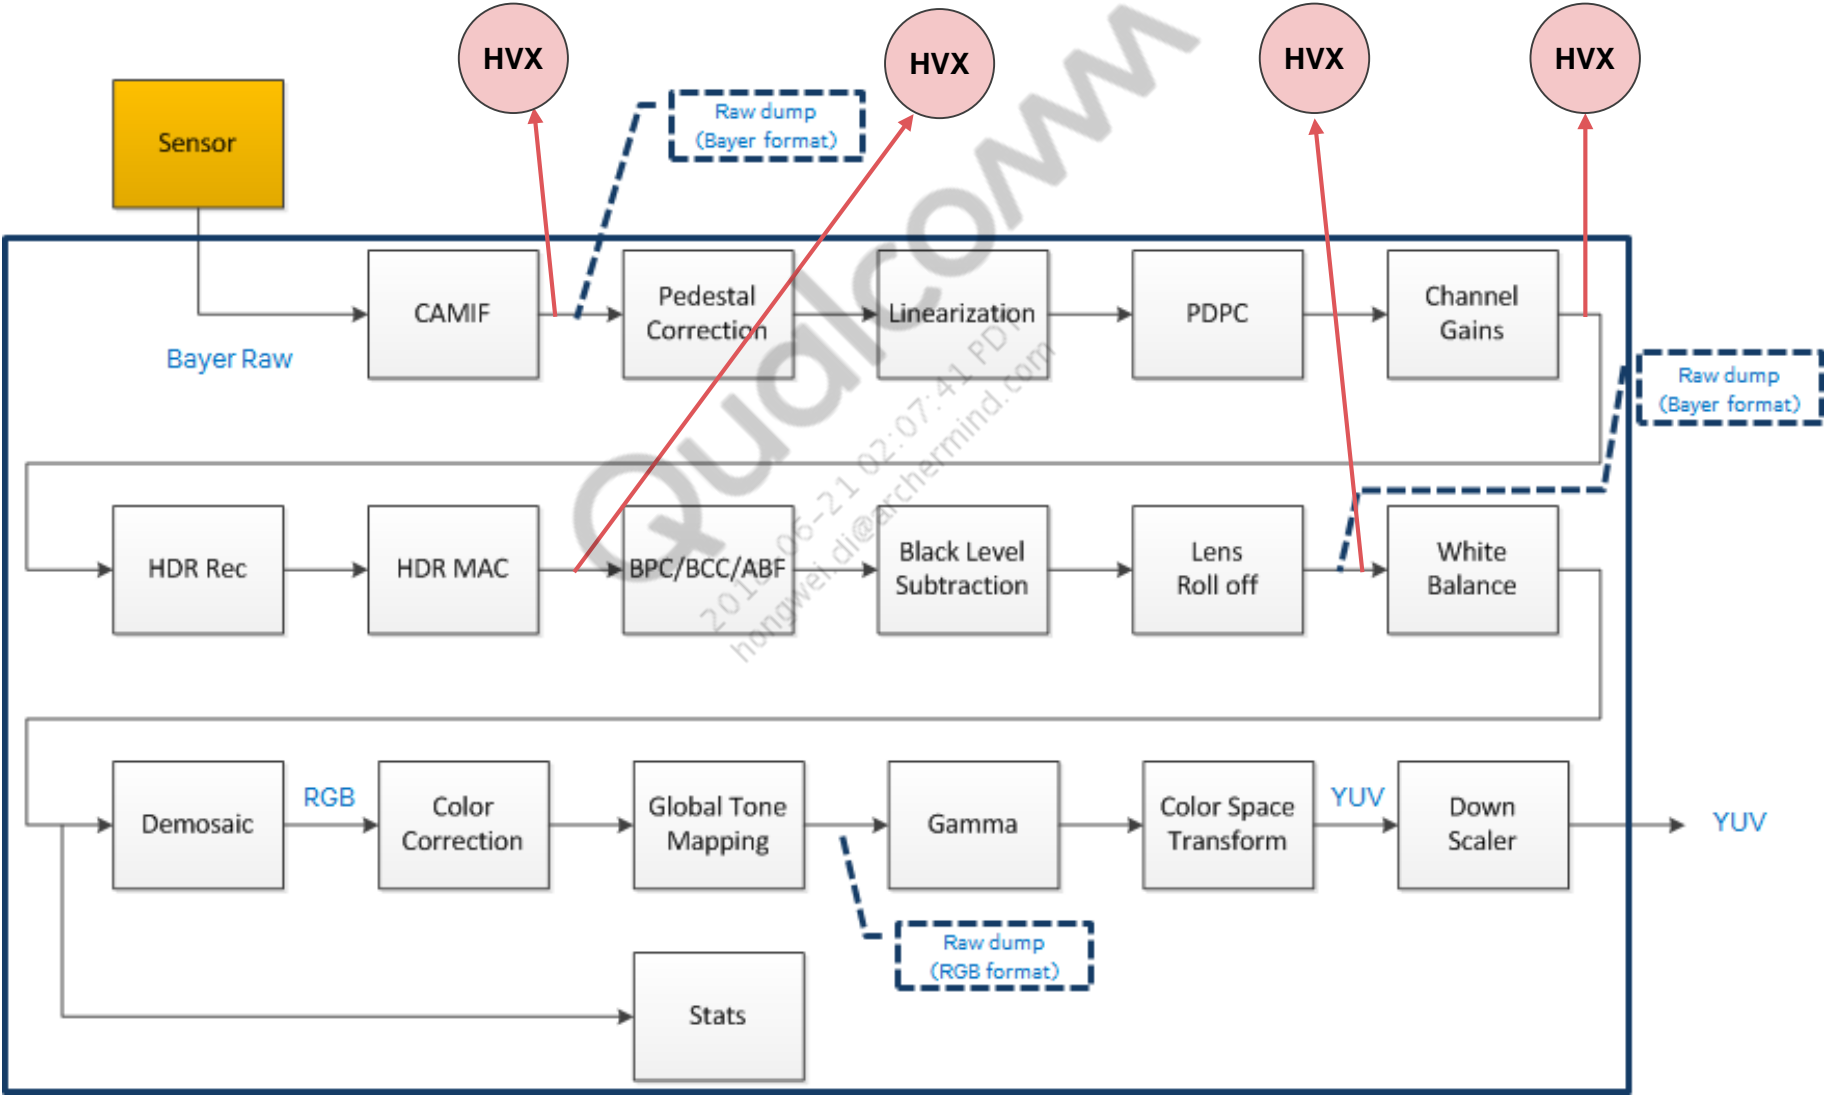 HVX
HVX
HVX
HVX
Sensor
Raw dump
(Bayer format)
CAMIF
Pedestal
Correction
Linearization
PDPC
Channel
Gains
Bayer Raw
Raw dump
(Bayer format)
HDR Rec
HDR MAC
BPC/BCC/ABF
Black Level
Subtraction
Lens
Roll off
White
Balance
Demosaic
RGB
Color
Correction
Global Tone
Mapping
Gamma
Color Space
Transform
YUV
Down
Scaler
YUV
Raw dump
(RGB format)
Stats
Qualcomm
02:07:41 PDT
hongwei.di@archermind.com